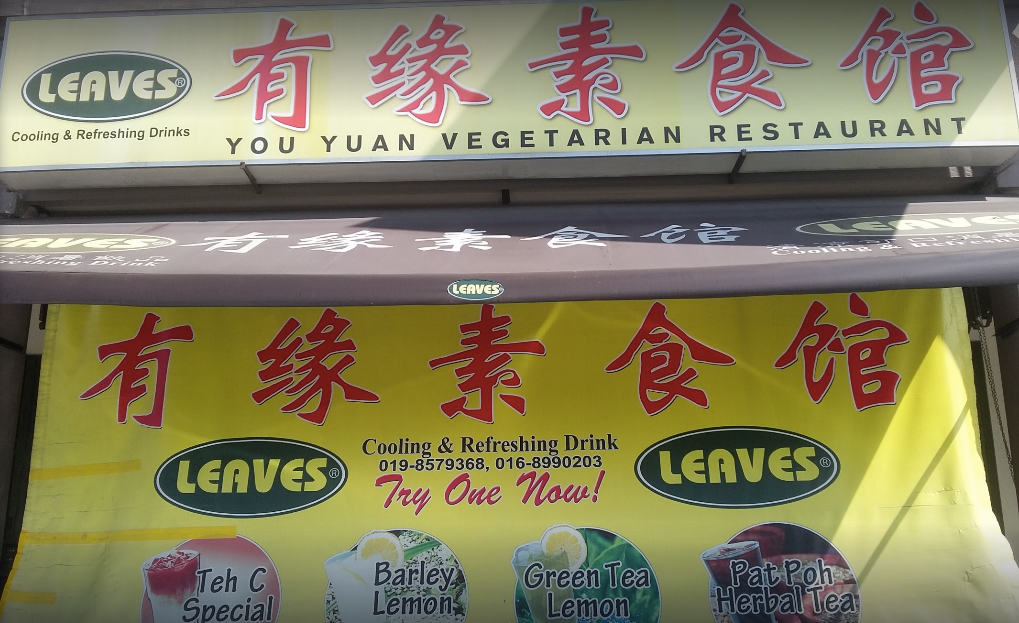 LEAVES®
Cooling & Refreshing Drinks
有缘素食馆
YOU YUAN VEGETARIAN RESTAURANT
LEAVES®
有缘素食馆
LEAVES
Drink
Cooling & Refreshing
LEAVES
有缘素食馆
LEAVES®
Cooling & Refreshing Drink
019-8579368, 016-8990203
Try One Now!
LEAVES®
Teh C
Special
Barley
Lemon
Green Tea
Lemon
Pat Poh
Herbal Tea